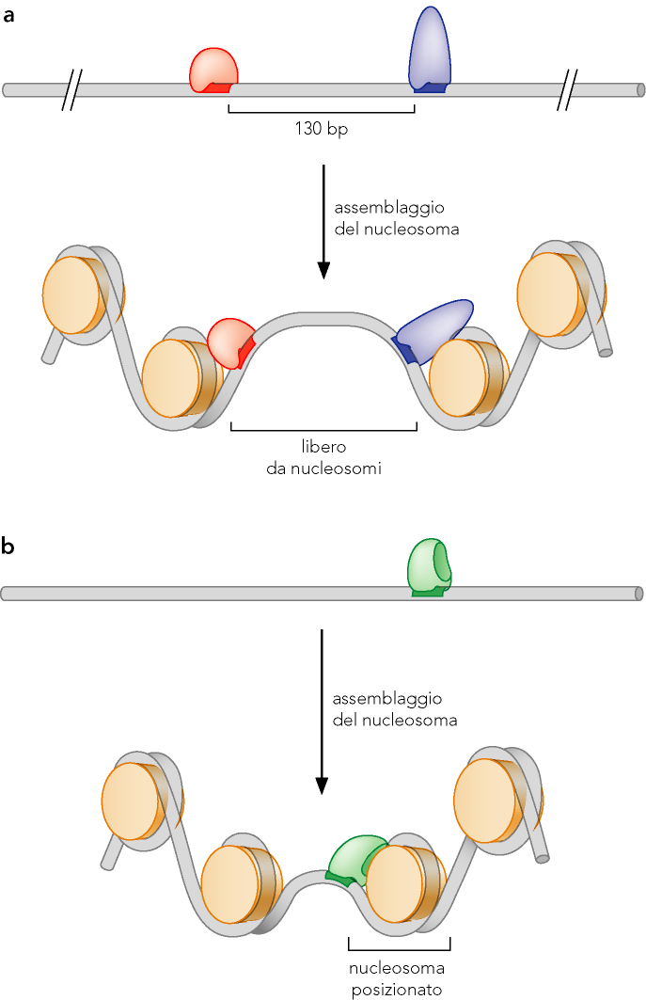 a
130 bp
assemblaggio
del nucleosoma
libero
da nucleosomi
b
assemblaggio
del nucleosoma
nucleosoma
posizionato